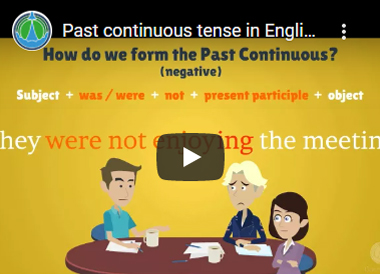 Past continuous tense in Engli...
How do we form the Past Continuous?
(negative)
Subject + was / were + not + present participle + object
hey were not enjoying the meetin